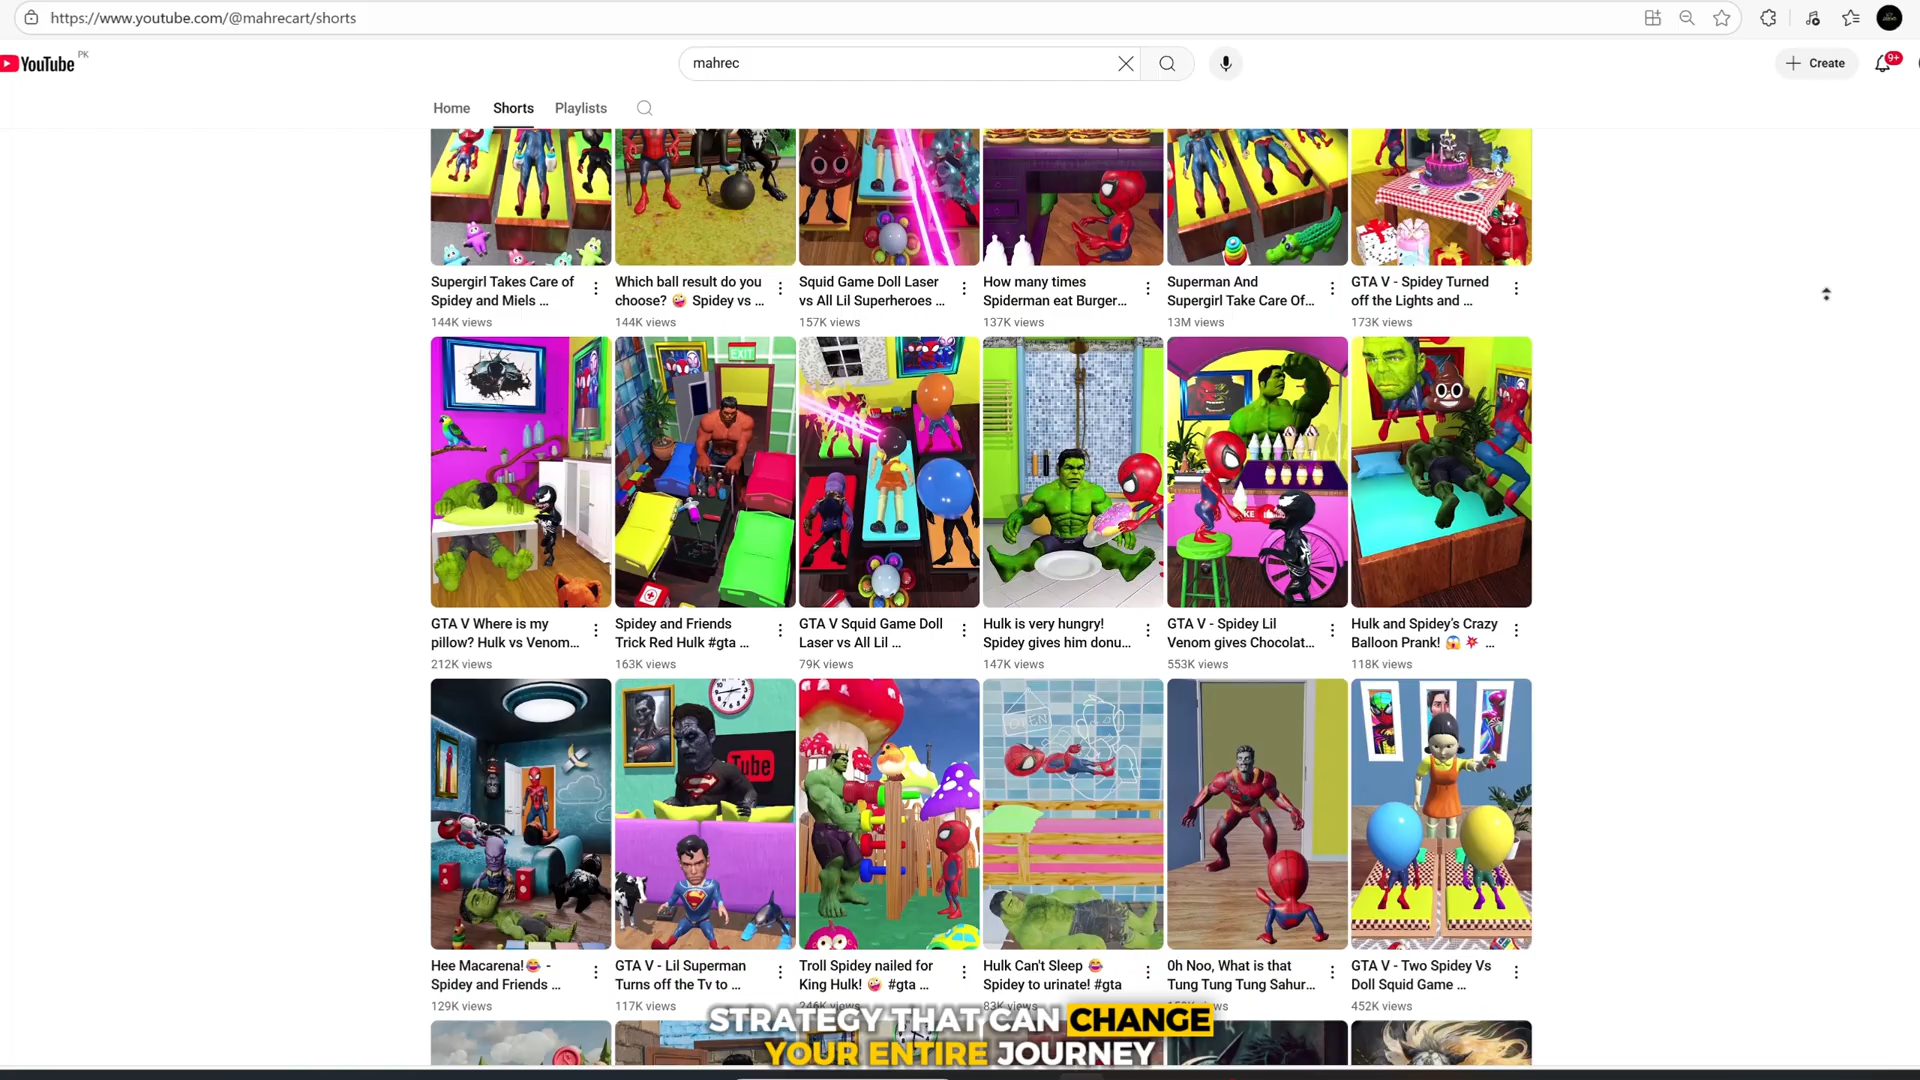 https://www.youtube.com/@mahrecart/shorts
YouTube PK
mahrec
Create
9+
Home
Shorts
Playlists
Supergirl Takes Care of
Spidey and Miels ...
144K views
Which ball result do you
choose? 🤪 Spidey vs ...
144K views
Squid Game Doll Laser
vs All Lil Superheroes ...
157K views
How many times
Spiderman eat Burger...
137K views
Superman And
Supergirl Take Care Of...
13M views
GTA V - Spidey Turned
off the Lights and ...
173K views
EXIT
GTA V Where is my
pillow? Hulk vs Venom...
212K views
Spidey and Friends
Trick Red Hulk #gta ...
163K views
GTA V Squid Game Doll
Laser vs All Lil ...
79K views
Hulk is very hungry!
Spidey gives him donu...
147K views
GTA V - Spidey Lil
Venom gives Chocolat...
553K views
Hulk and Spidey’s Crazy
Balloon Prank! 😱 💥 ...
118K views
Tube
OPEN
Hee Macarena!😂 -
Spidey and Friends ...
129K views
GTA V - Lil Superman
Turns off the Tv to ...
117K views
Troll Spidey nailed for
King Hulk! 🤪 #gta ...
246K views
Hulk Can't Sleep 😂
Spidey to urinate! #gta
83K views
0h Noo, What is that
Tung Tung Tung Sahur...
GTA V - Two Spidey Vs
Doll Squid Game ...
452K views
STRATEGY THAT CAN CHANGE
YOUR ENTIRE JOURNEY